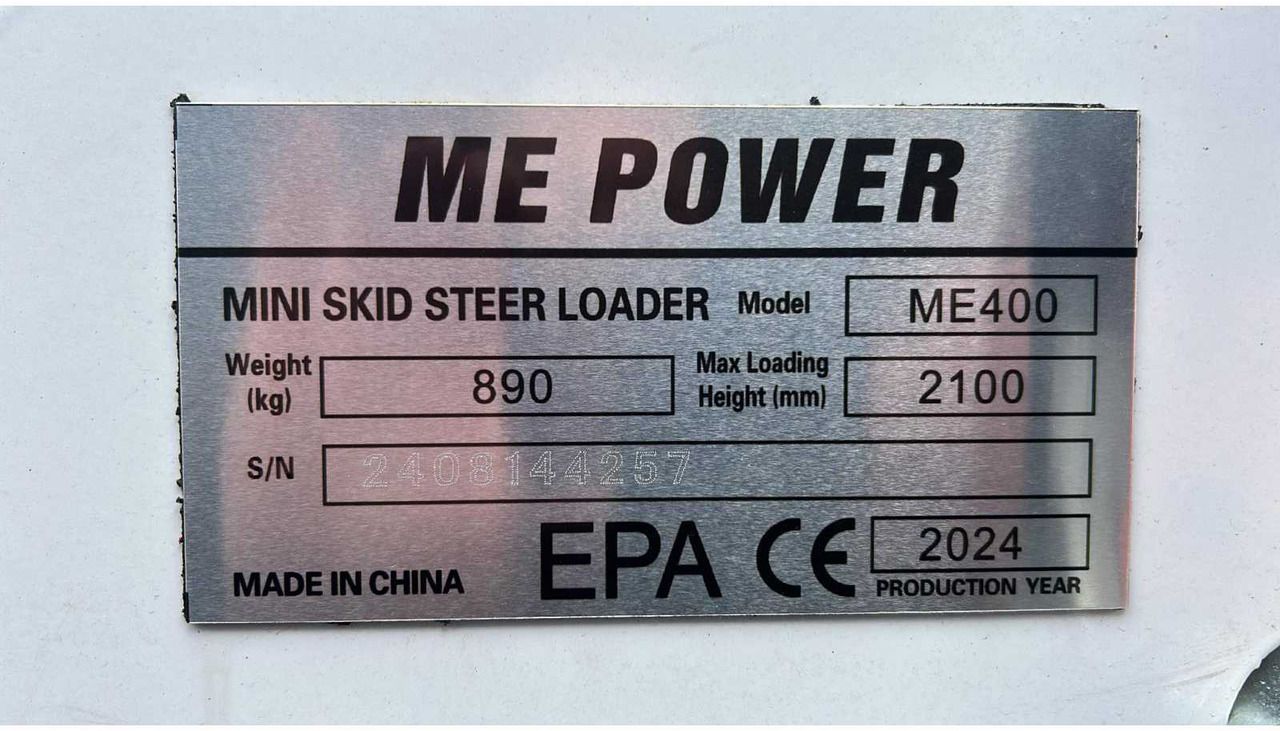 ME POWER
MINI SKID STEER LOADER Model ME400
Weight (kg) 890 Max Loading Height (mm) 2100
S/N 2408144257
MADE IN CHINA EPA CE 2024
PRODUCTION YEAR